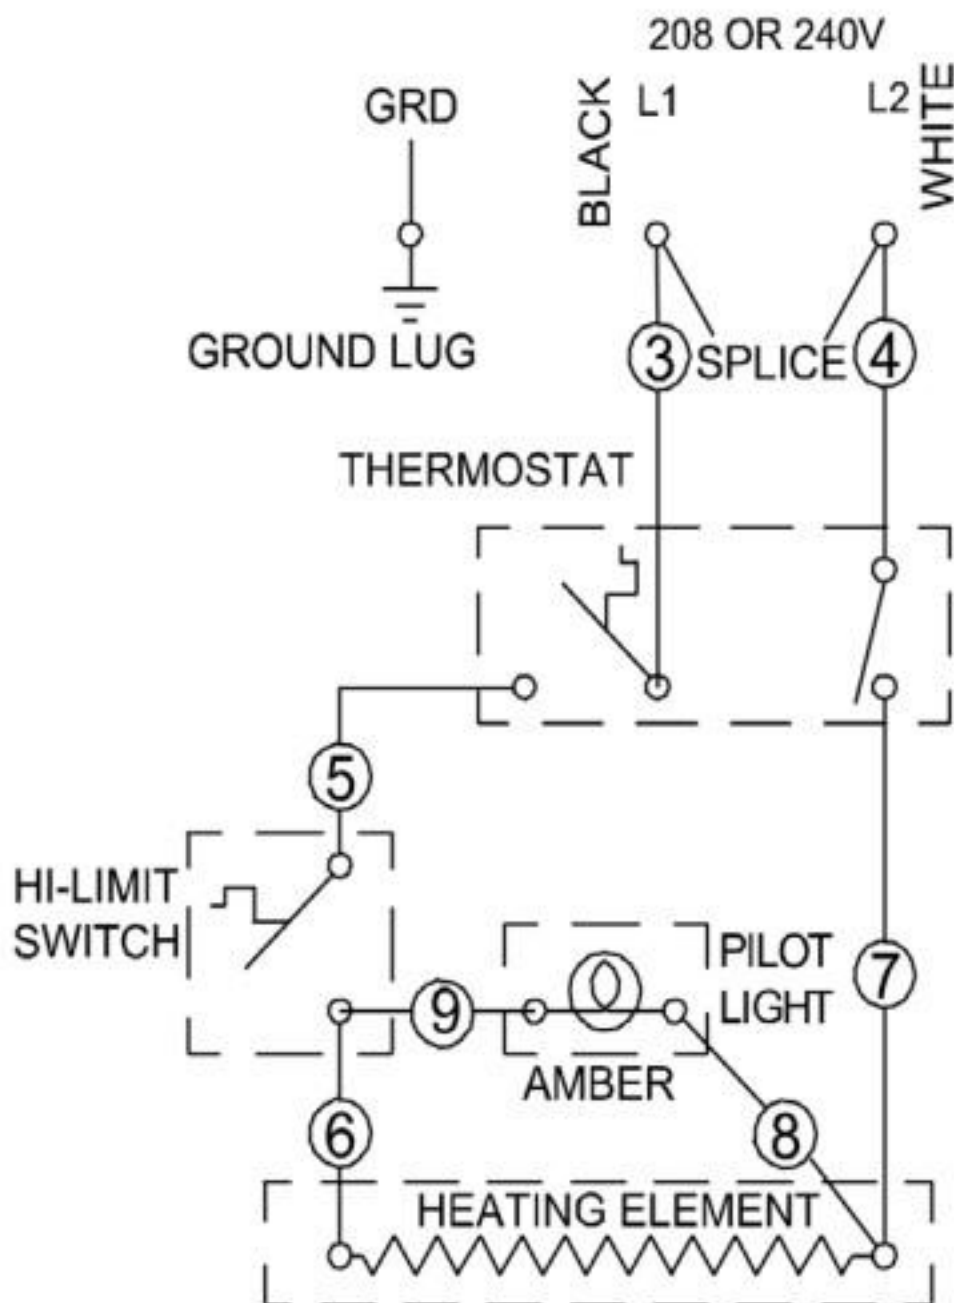 208 OR 240V
BLACK
L1
L2
WHITE
GRD
GROUND LUG
3
SPLICE
4
THERMOSTAT
5
HI-LIMIT
SWITCH
9
PILOT
LIGHT
7
AMBER
6
8
HEATING ELEMENT